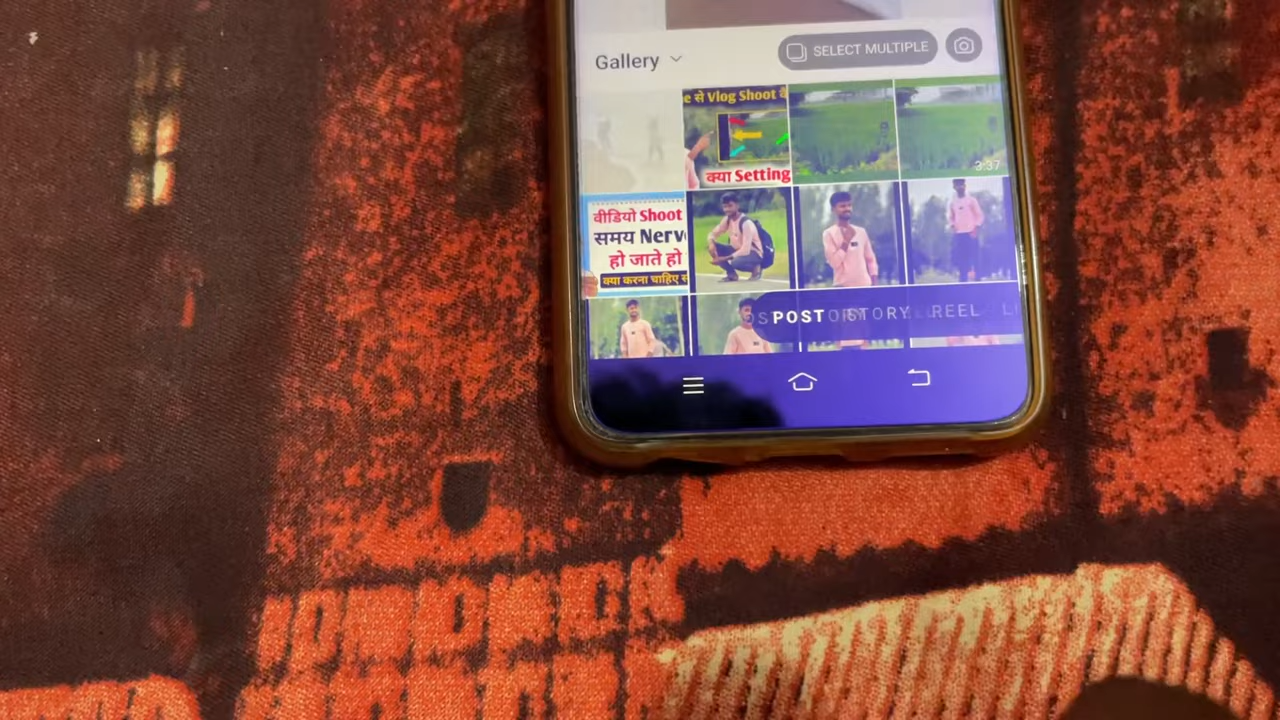 Gallery
SELECT MULTIPLE
से Vlog Shoot
क्या Setting
3:37
वीडियो Shoot
समय Nerv
हो जाते हो
क्या करना चाहिए
POST STORY REEL